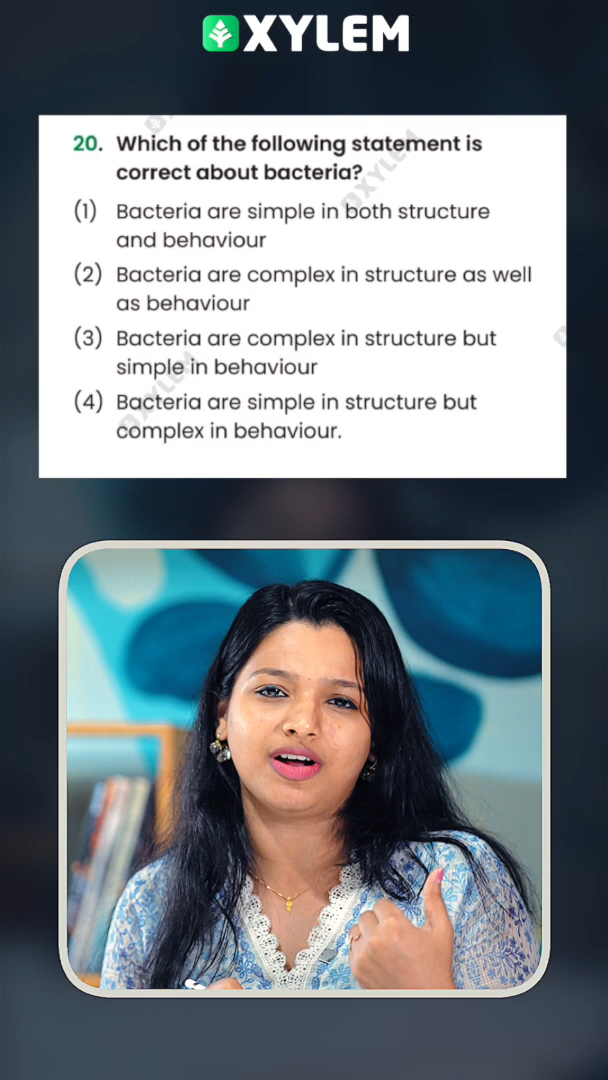 XYLEM
20. Which of the following statement is
correct about bacteria?
(1) Bacteria are simple in both structure
and behaviour
(2) Bacteria are complex in structure as well
as behaviour
(3) Bacteria are complex in structure but
simple in behaviour
(4) Bacteria are simple in structure but
complex in behaviour.
XYLEM
XYLEM